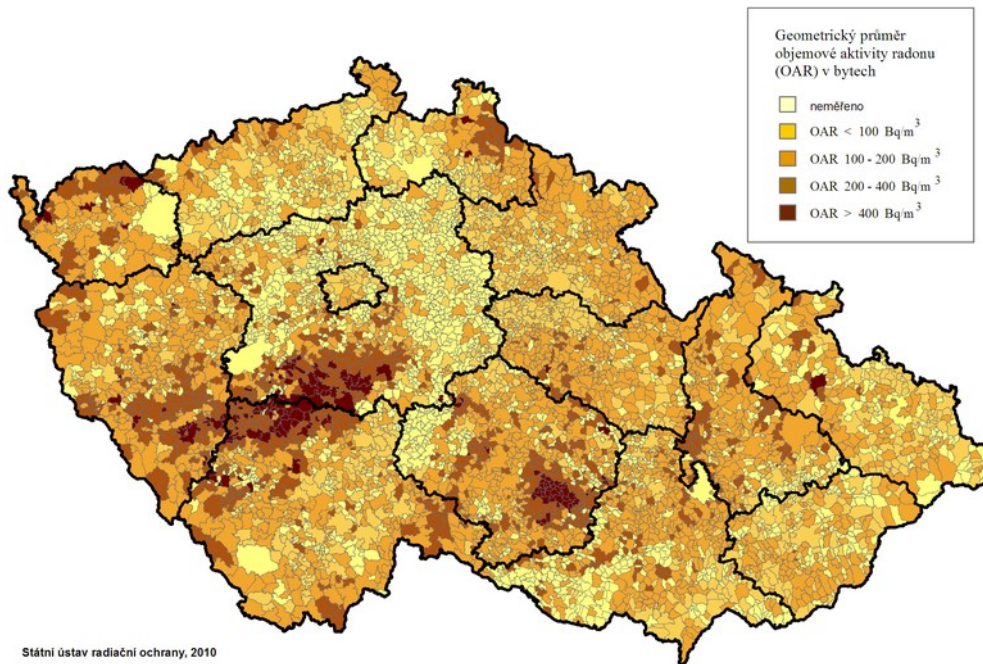 Geometrický průměr
objemové aktivity radonu
(OAR) v bytech
neměřeno
OAR < 100 Bq/m³
OAR 100 - 200 Bq/m³
OAR 200 - 400 Bq/m³
OAR > 400 Bq/m³
Státní ústav radiační ochrany, 2010